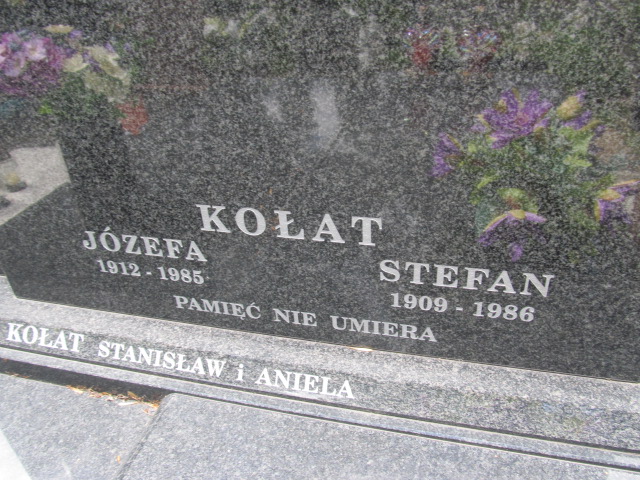 KOŁAT
JÓZEFA
1912 - 1985
STEFAN
1909 - 1986
PAMIĘĆ NIE UMIERA
KOŁAT STANISŁAW i ANIELA